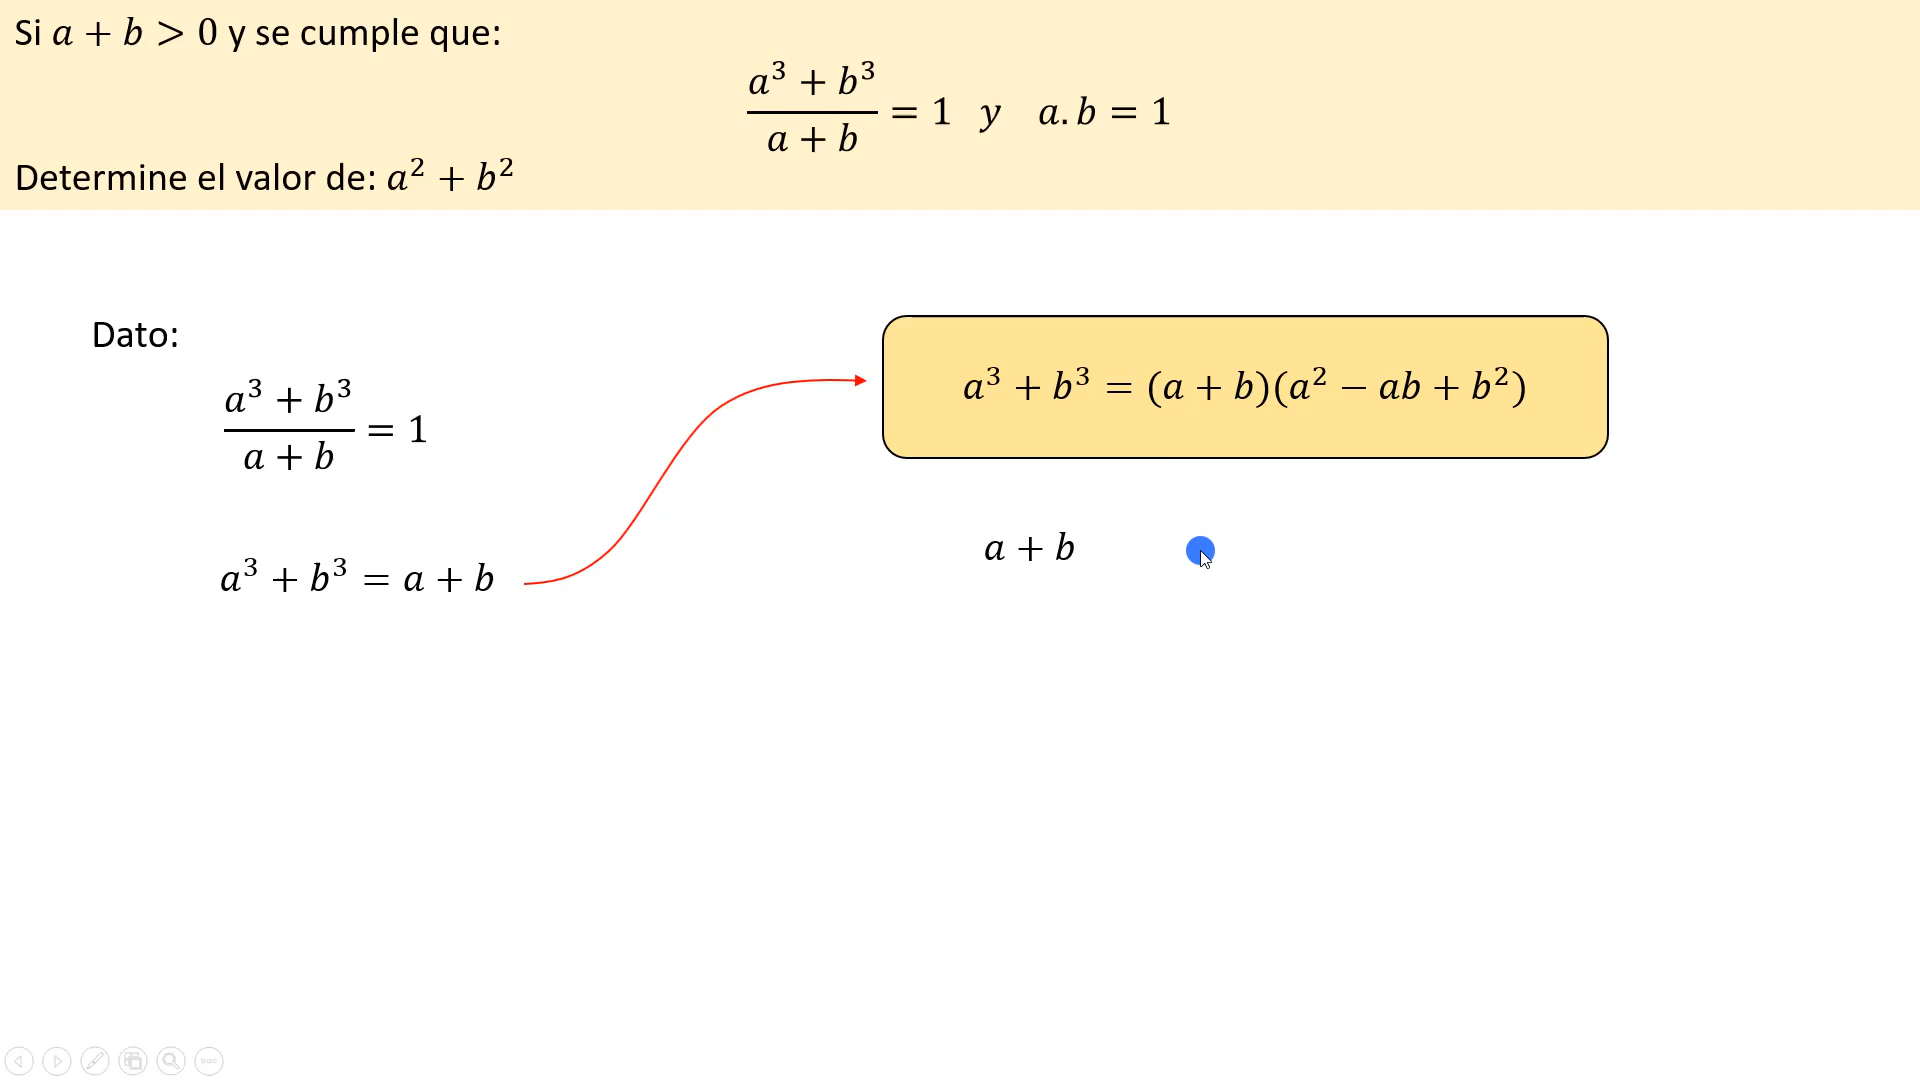 Si a + b > 0 y se cumple que:
a³ + b³
a + b
= 1 y a.b = 1
Determine el valor de: a² + b²
Dato:
a³ + b³
a + b
= 1
a³ + b³ = (a + b)(a² − ab + b²)
a + b
a³ + b³ = a + b